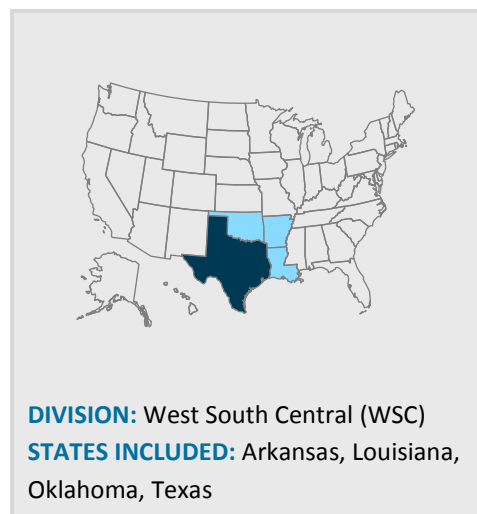 DIVISION: West South Central (WSC)
STATES INCLUDED: Arkansas, Louisiana,
Oklahoma, Texas